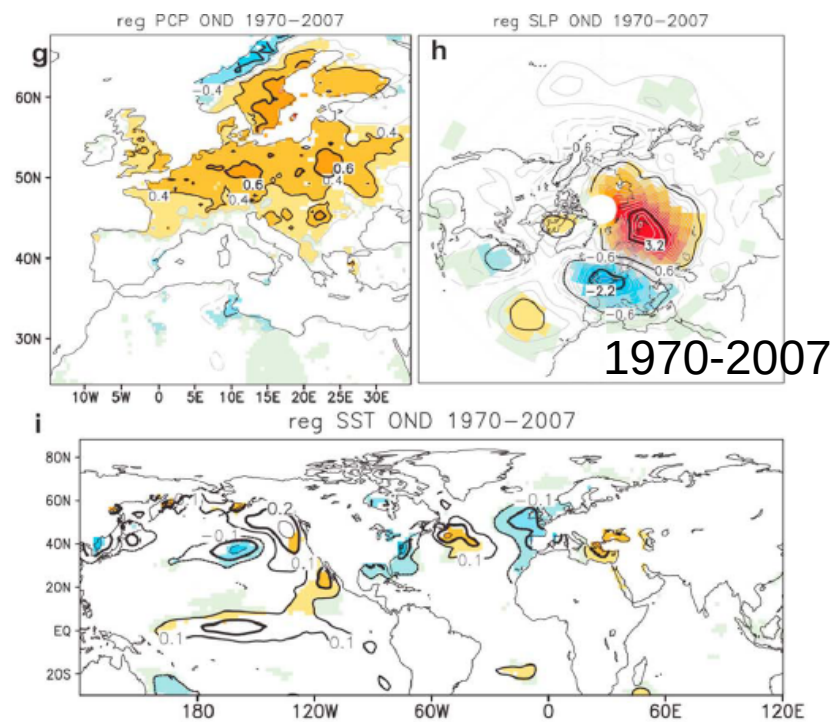 reg PCP OND 1970-2007
reg SLP OND 1970-2007
g
h
60N
50N
40N
30N
-0.4
0.4
0.4
0.6
0.4
0.6
0.4
10W 5W 0 5E 10E 15E 20E 25E 30E
-0.6
3.2
-0.6
0.6
-2.2
-0.6
1970-2007
i
reg SST OND 1970-2007
80N
60N
40N
20N
EQ
20S
0.2
-0.1
0.1
0.1
0.1
0.1
-0.1
180 120W 60W 0 60E 120E